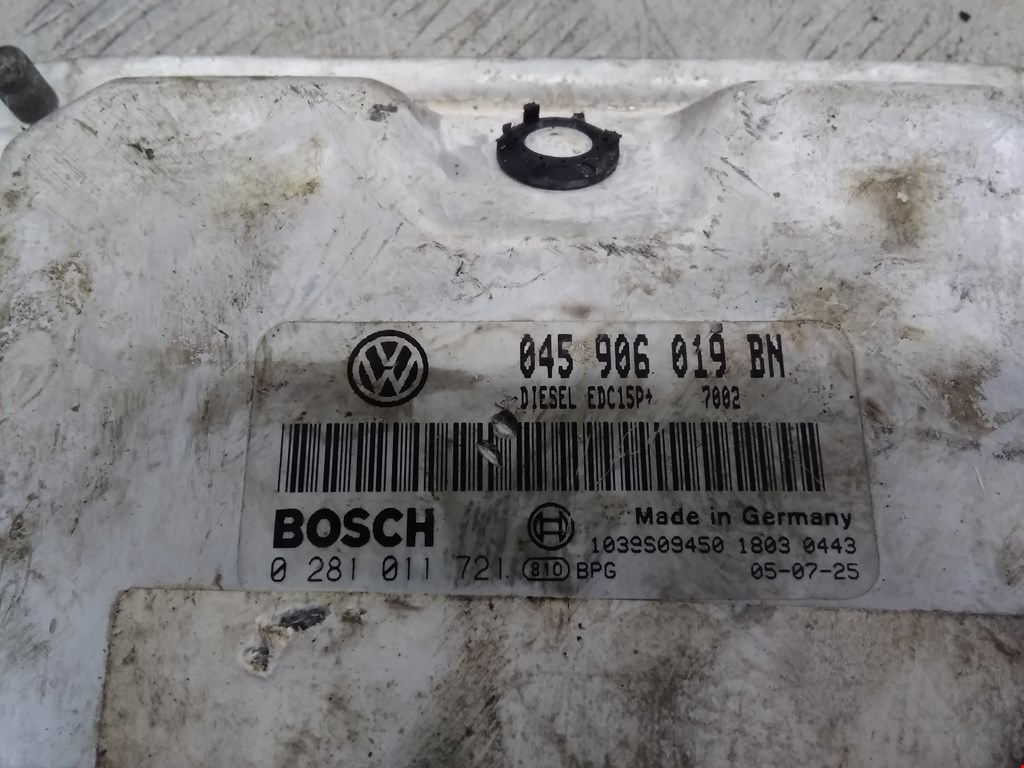 045 906 019 BN
DIESEL EDC15P+ 7002
BOSCH
Made in Germany
1039S09450 1803 0443
0 281 011 721 810 BPG 05-07-25